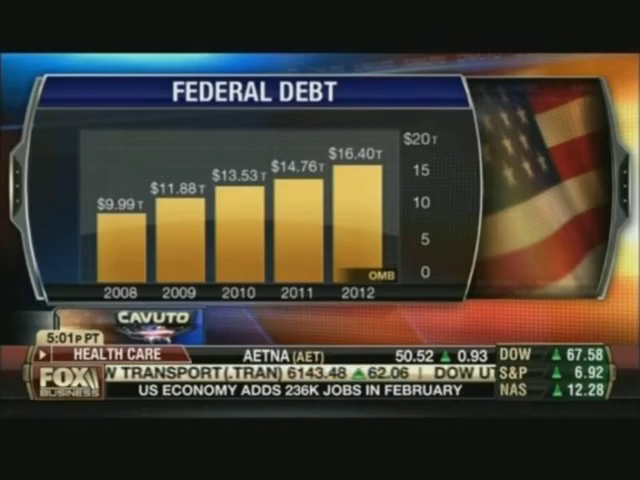 FEDERAL DEBT
$20T
$16.40T
$14.76T
$13.53T
$11.88T
$9.99T
15
10
5
0
OMB
2008 2009 2010 2011 2012
CAVUTO
5:01P PT
HEALTH CARE AETNA (AET) 50.52 ▲ 0.93 DOW ▲ 67.58
W TRANSPORT(.TRAN) 6143.48 ▲ 62.06 | DOW UT S&P ▲ 6.92
FOX BUSINESS
US ECONOMY ADDS 236K JOBS IN FEBRUARY NAS ▲ 12.28